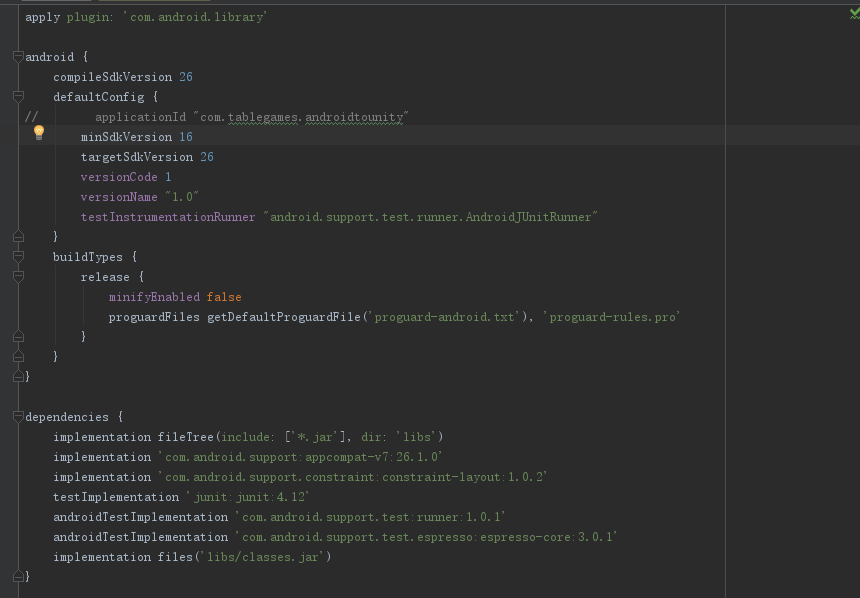 apply plugin: 'com.android.library'
android {
compileSdkVersion 26
defaultConfig {
// applicationId "com.tablegames.androidtounity"
minSdkVersion 16
targetSdkVersion 26
versionCode 1
versionName "1.0"
testInstrumentationRunner "android.support.test.runner.AndroidJUnitRunner"
}
buildTypes {
release {
minifyEnabled false
proguardFiles getDefaultProguardFile('proguard-android.txt'), 'proguard-rules.pro'
}
}
}
dependencies {
implementation fileTree(include: ['*.jar'], dir: 'libs')
implementation 'com.android.support:appcompat-v7:26.1.0'
implementation 'com.android.support.constraint:constraint-layout:1.0.2'
testImplementation 'junit:junit:4.12'
androidTestImplementation 'com.android.support.test:runner:1.0.1'
androidTestImplementation 'com.android.support.test.espresso:espresso-core:3.0.1'
implementation files('libs/classes.jar')
}